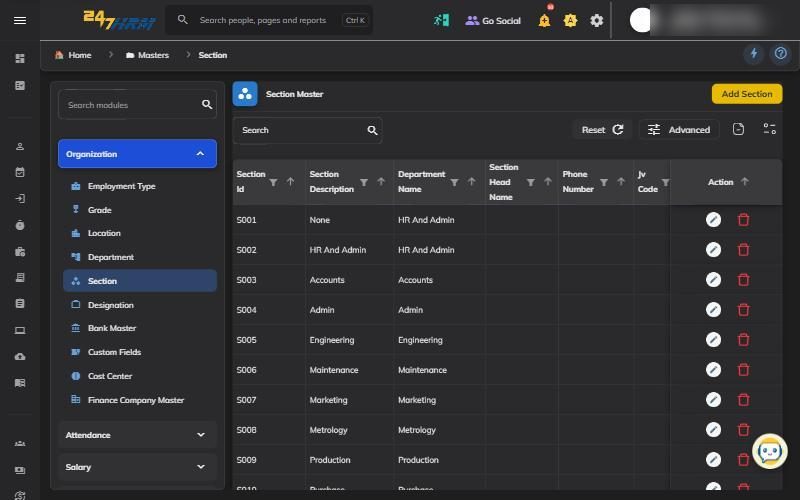 247HRM
Search people, pages and reports
Ctrl K
Go Social
Home > Masters > Section
Search modules
Organization
Employment Type
Grade
Location
Department
Section
Designation
Bank Master
Custom Fields
Cost Center
Finance Company Master
Attendance
Salary
Section Master
Add Section
Search
Reset
Advanced
Section Id Section Description Department Name Section Head Name Phone Number Jv Code Action
S001 None HR And Admin
S002 HR And Admin HR And Admin
S003 Accounts Accounts
S004 Admin Admin
S005 Engineering Engineering
S006 Maintenance Maintenance
S007 Marketing Marketing
S008 Metrology Metrology
S009 Production Production
S010 Purchase Purchase